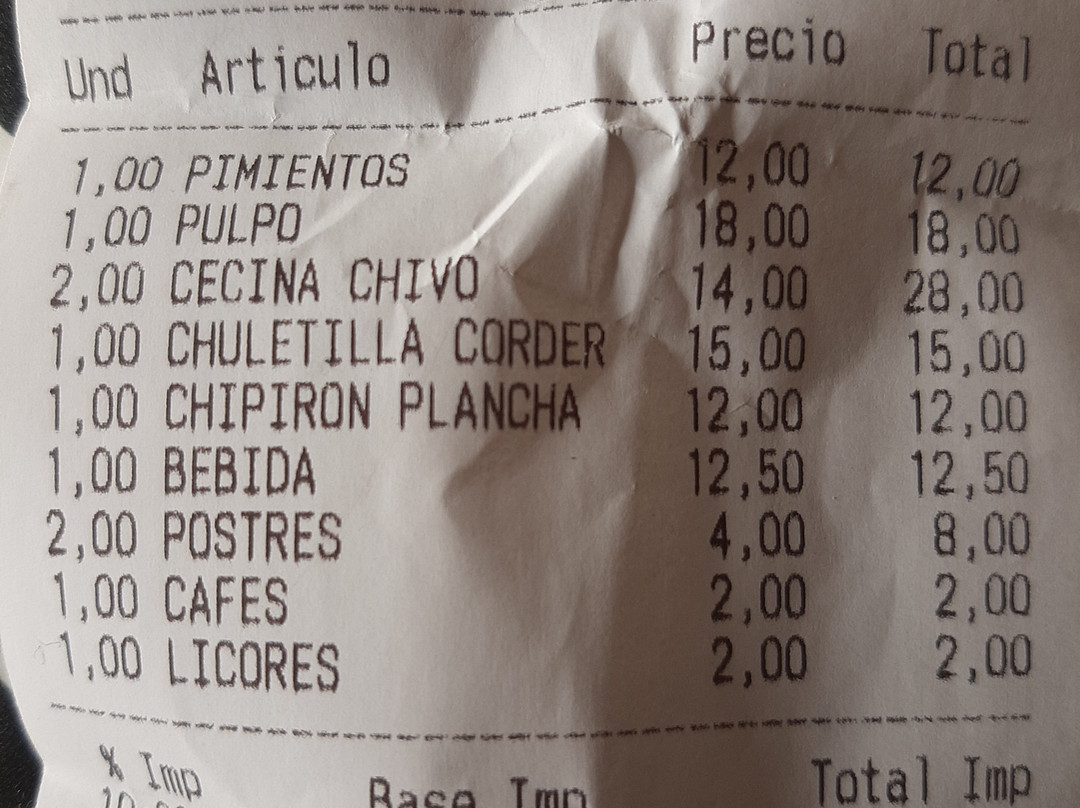 Und Articulo Precio Total
1,00 PIMIENTOS 12,00 12,00
1,00 PULPO 18,00 18,00
2,00 CECINA CHIVO 14,00 28,00
1,00 CHULETILLA CORDER 15,00 15,00
1,00 CHIPIRON PLANCHA 12,00 12,00
1,00 BEBIDA 12,50 12,50
2,00 POSTRES 4,00 8,00
1,00 CAFES 2,00 2,00
1,00 LICORES 2,00 2,00
% Imp Base Imp Total Imp